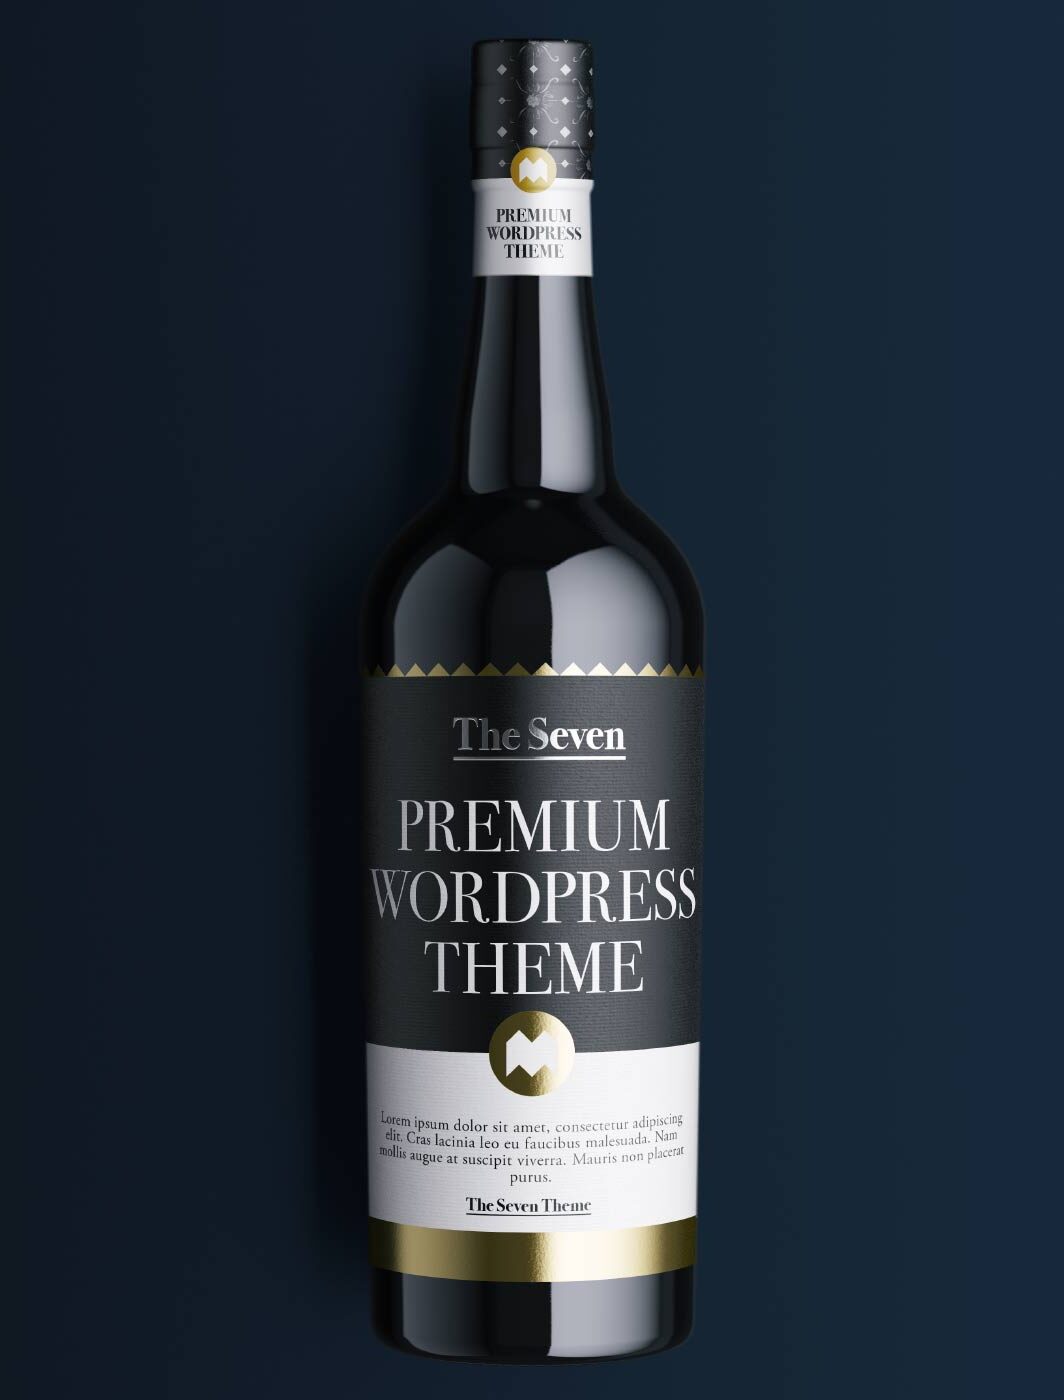 PREMIUM
WORDPRESS
THEME
The Seven
PREMIUM
WORDPRESS
THEME
Lorem ipsum dolor sit amet, consectetur adipiscing
elit. Cras lacinia leo eu faucibus malesuada. Nam
mollis augue at suscipit viverra. Mauris non placerat
purus.
The Seven Theme